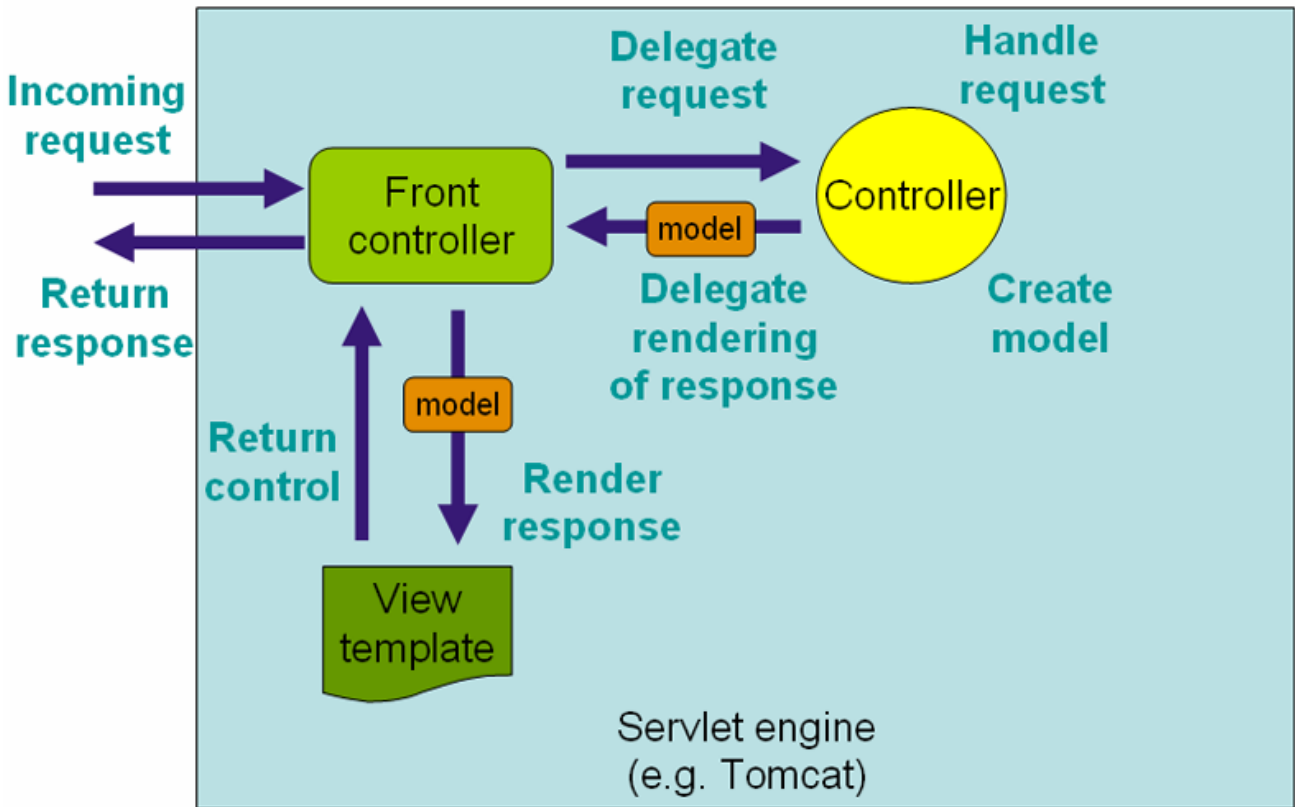 Incoming
request
Return
response
Delegate
request
Handle
request
Front
controller
model
Controller
Delegate
rendering
of response
Create
model
model
Return
control
Render
response
View
template
Servlet engine
(e.g. Tomcat)